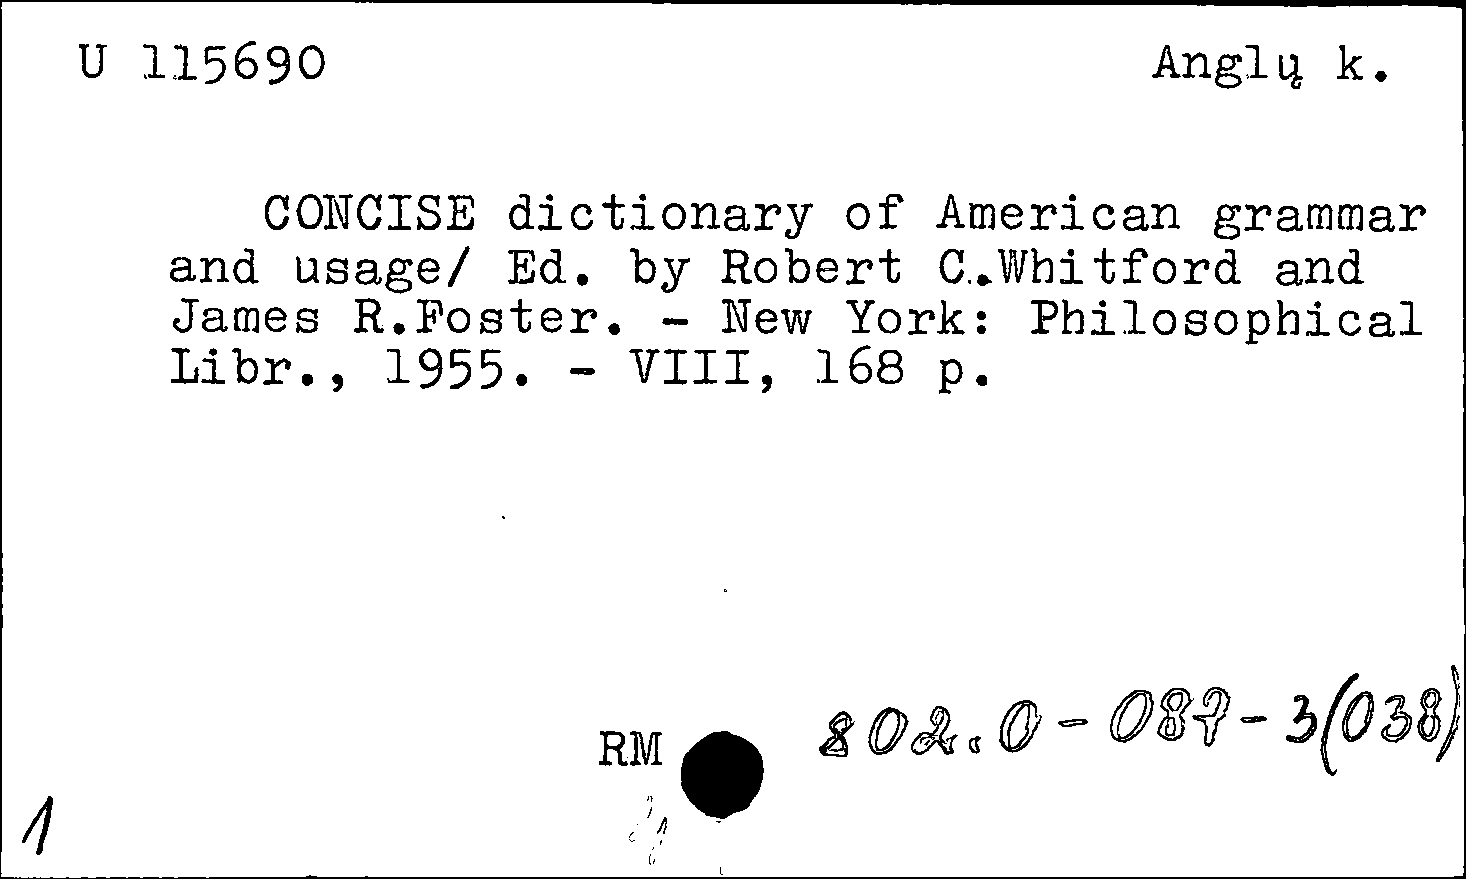 U 115690 Anglų k.
CONCISE dictionary of American grammar
and usage/ Ed. by Robert C.Whitford and
James R.Foster. - New York: Philosophical
Libr., 1955. - VIII, 168 p.
RM 802.0-087-3(038)
1